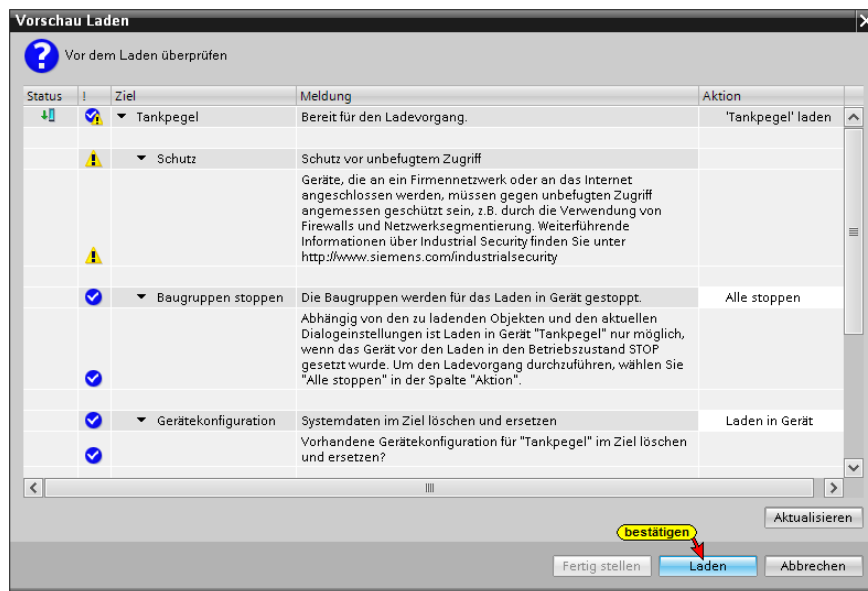 Vorschau Laden
Vor dem Laden überprüfen
Status ! Ziel Meldung Aktion
Tankpegel Bereit für den Ladevorgang. 'Tankpegel' laden
Schutz Schutz vor unbefugtem Zugriff
Geräte, die an ein Firmennetzwerk oder an das Internet
angeschlossen werden, müssen gegen unbefugten Zugriff
angemessen geschützt sein, z.B. durch die Verwendung von
Firewalls und Netzwerksegmentierung. Weiterführende
Informationen über Industrial Security finden Sie unter
http://www.siemens.com/industrialsecurity
Baugruppen stoppen Die Baugruppen werden für das Laden in Gerät gestoppt. Alle stoppen
Abhängig von den zu ladenden Objekten und den aktuellen
Dialogeinstellungen ist Laden in Gerät "Tankpegel" nur möglich,
wenn das Gerät vor den Laden in den Betriebszustand STOP
gesetzt wurde. Um den Ladevorgang durchzuführen, wählen Sie
"Alle stoppen" in der Spalte "Aktion".
Gerätekonfiguration Systemdaten im Ziel löschen und ersetzen Laden in Gerät
Vorhandene Gerätekonfiguration für "Tankpegel" im Ziel löschen
und ersetzen?
Aktualisieren
bestätigen
Fertig stellen Laden Abbrechen